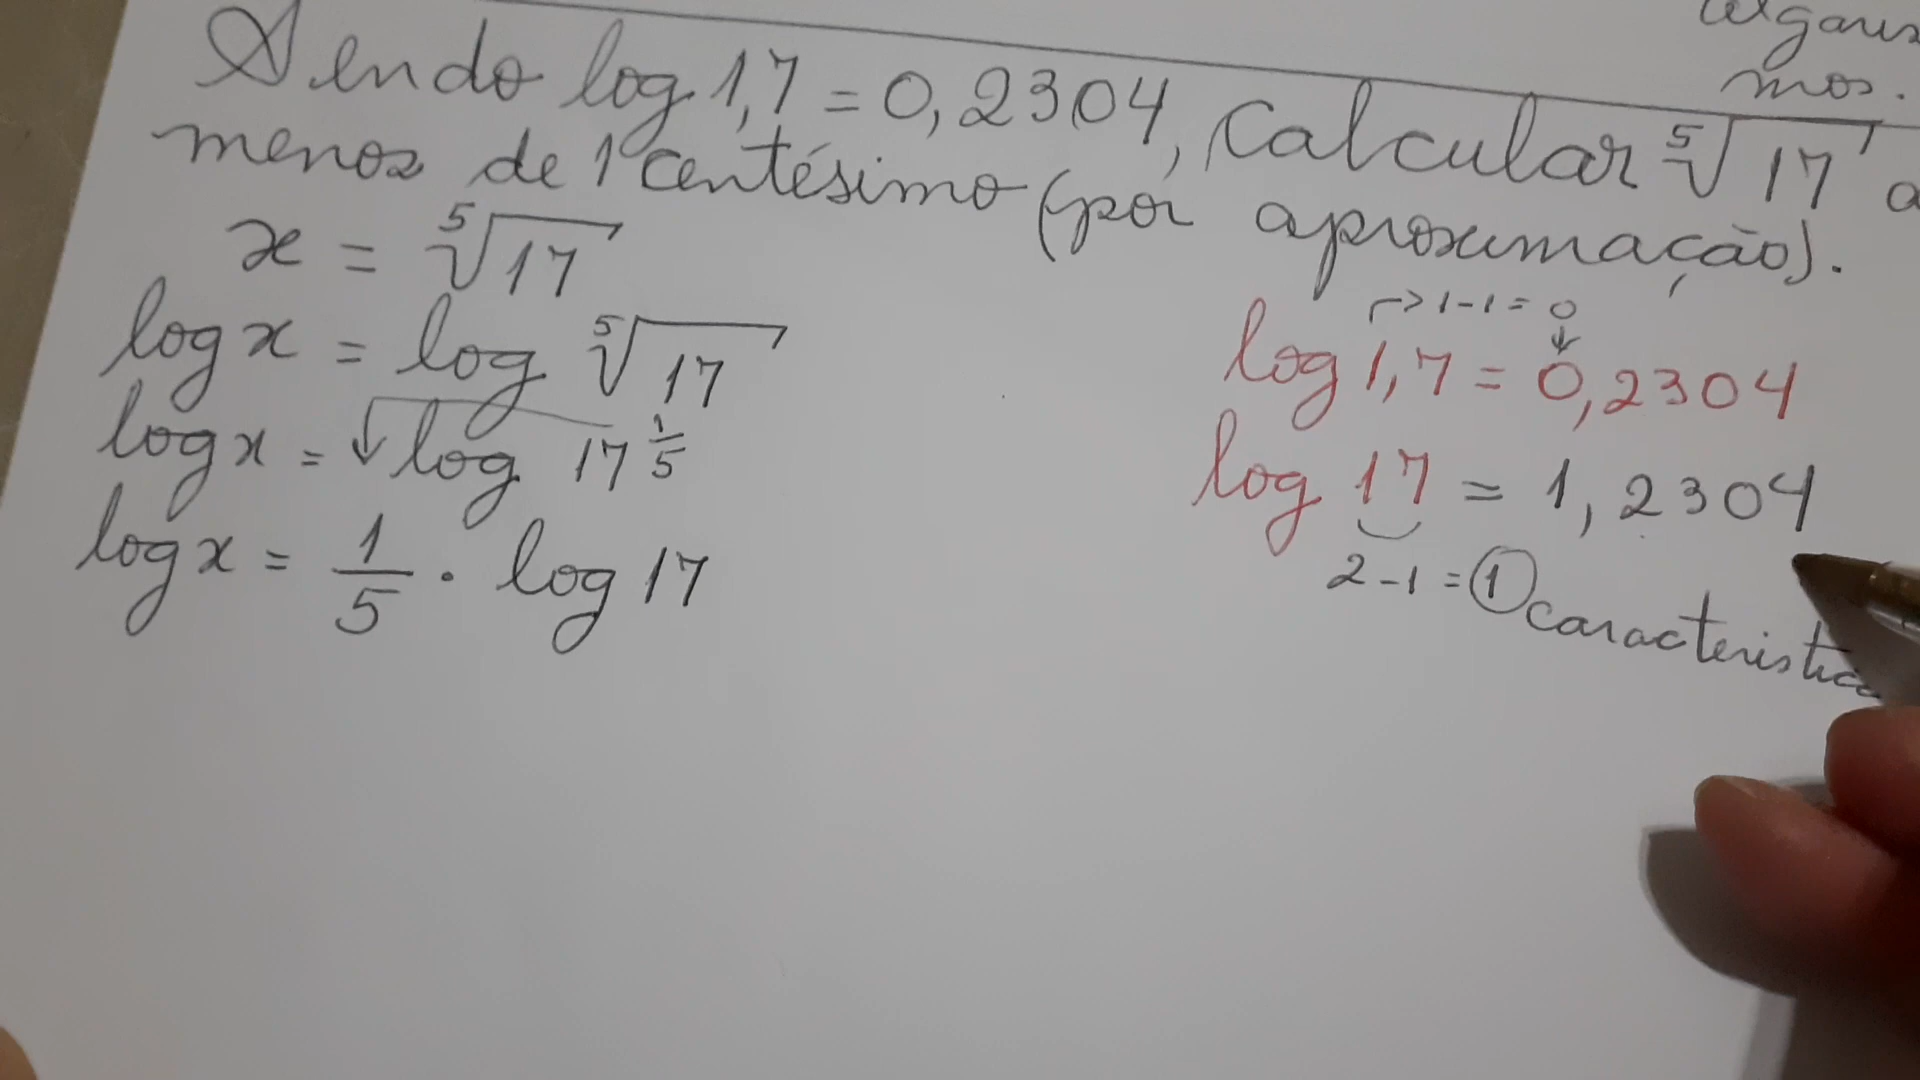 algaris
mos.
Sendo log 1,7 = 0,2304, Calcular ⁵√17 a
menos de 1 centésimo (por aproximação).
x = ⁵√17
log x = log ⁵√17
log x = log 17^(1/5)
log x = 1/5 . log 17
→ 1-1 = 0
log 1,7 = 0,2304
log 17 = 1,2304
2-1 = 1 característica